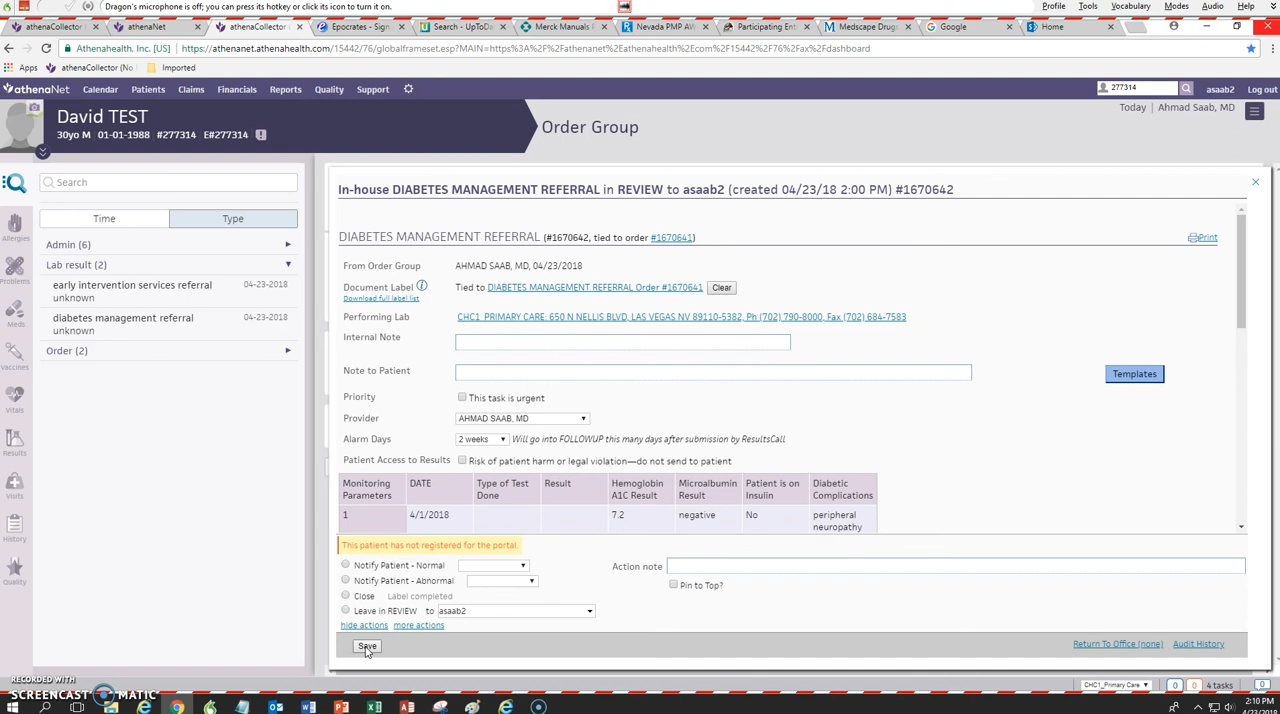 Dragon's microphone is off; you can press its hotkey or click its icon to turn it on.
Profile Tools Vocabulary Modes Audio Help
athenaCollector athenaNet athenaCollector Epocrates - Sign Search - UpToDa Merck Manuals Nevada PMP AW Participating Ent Medscape Drugs Google Home
Athenahealth, Inc. [US] https://athenanet.athenahealth.com/15442/76/globalframeset.esp?MAIN=https%3A%2F%2Fathenanet%2Eathenahealth%2Ecom%2F15442%2F76%2Fax%2Fdashboard
Apps athenaCollector (No Imported
athenaNet Calendar Patients Claims Financials Reports Quality Support 277314 asaab2 Log out
David TEST
30yo M 01-01-1988 #277314 E#277314
Order Group
Today Ahmad Saab, MD
Search
Time Type
Admin (6)
Lab result (2)
early intervention services referral 04-23-2018
unknown
diabetes management referral 04-23-2018
unknown
Order (2)
Allergies
Problems
Meds
Vaccines
Vitals
Results
Visits
History
Quality
In-house DIABETES MANAGEMENT REFERRAL in REVIEW to asaab2 (created 04/23/18 2:00 PM) #1670642
DIABETES MANAGEMENT REFERRAL (#1670642, tied to order #1670641) Print
From Order Group AHMAD SAAB, MD, 04/23/2018
Document Label Tied to DIABETES MANAGEMENT REFERRAL Order #1670641 Clear
Download full label list
Performing Lab CHC1_PRIMARY CARE, 650 N NELLIS BLVD, LAS VEGAS NV 89110-5382, Ph (702) 790-8000, Fax (702) 684-7583
Internal Note
Note to Patient Templates
Priority This task is urgent
Provider AHMAD SAAB, MD
Alarm Days 2 weeks Will go into FOLLOWUP this many days after submission by ResultsCall
Patient Access to Results Risk of patient harm or legal violation—do not send to patient
Monitoring Parameters DATE Type of Test Done Result Hemoglobin A1C Result Microalbumin Result Patient is on Insulin Diabetic Complications
1 4/1/2018 7.2 negative No peripheral neuropathy
This patient has not registered for the portal.
Notify Patient - Normal Action note
Notify Patient - Abnormal Pin to Top?
Close Label completed
Leave in REVIEW to asaab2
hide actions more actions
Save Return To Office (none) Audit History
RECORDED WITH
SCREENCAST MATIC
CHC1_Primary Care 0 0 4 tasks 0
2:10 PM
4/23/2018